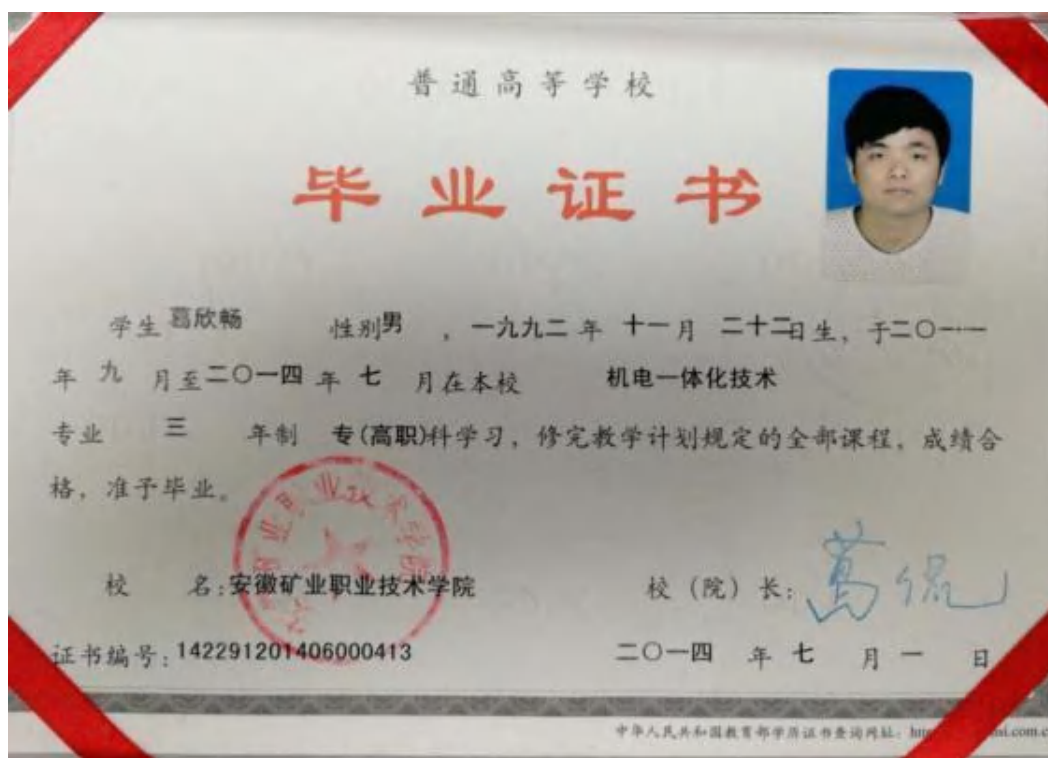 普通高等学校
毕业证书
学生 葛欣畅 性别男 , 一九九二 年 十一 月 二十二日生, 于二〇一一
年 九 月至二〇一四 年 七 月在本校 机电一体化技术
专业 三 年制 专(高职)科学习, 修完教学计划规定的全部课程, 成绩合
格, 准予毕业。
校 名:安徽矿业职业技术学院 校(院)长: 葛侃
证书编号:142291201406000413 二〇一四 年 七 月 一 日
中华人民共和国教育部学历证书查询网址: